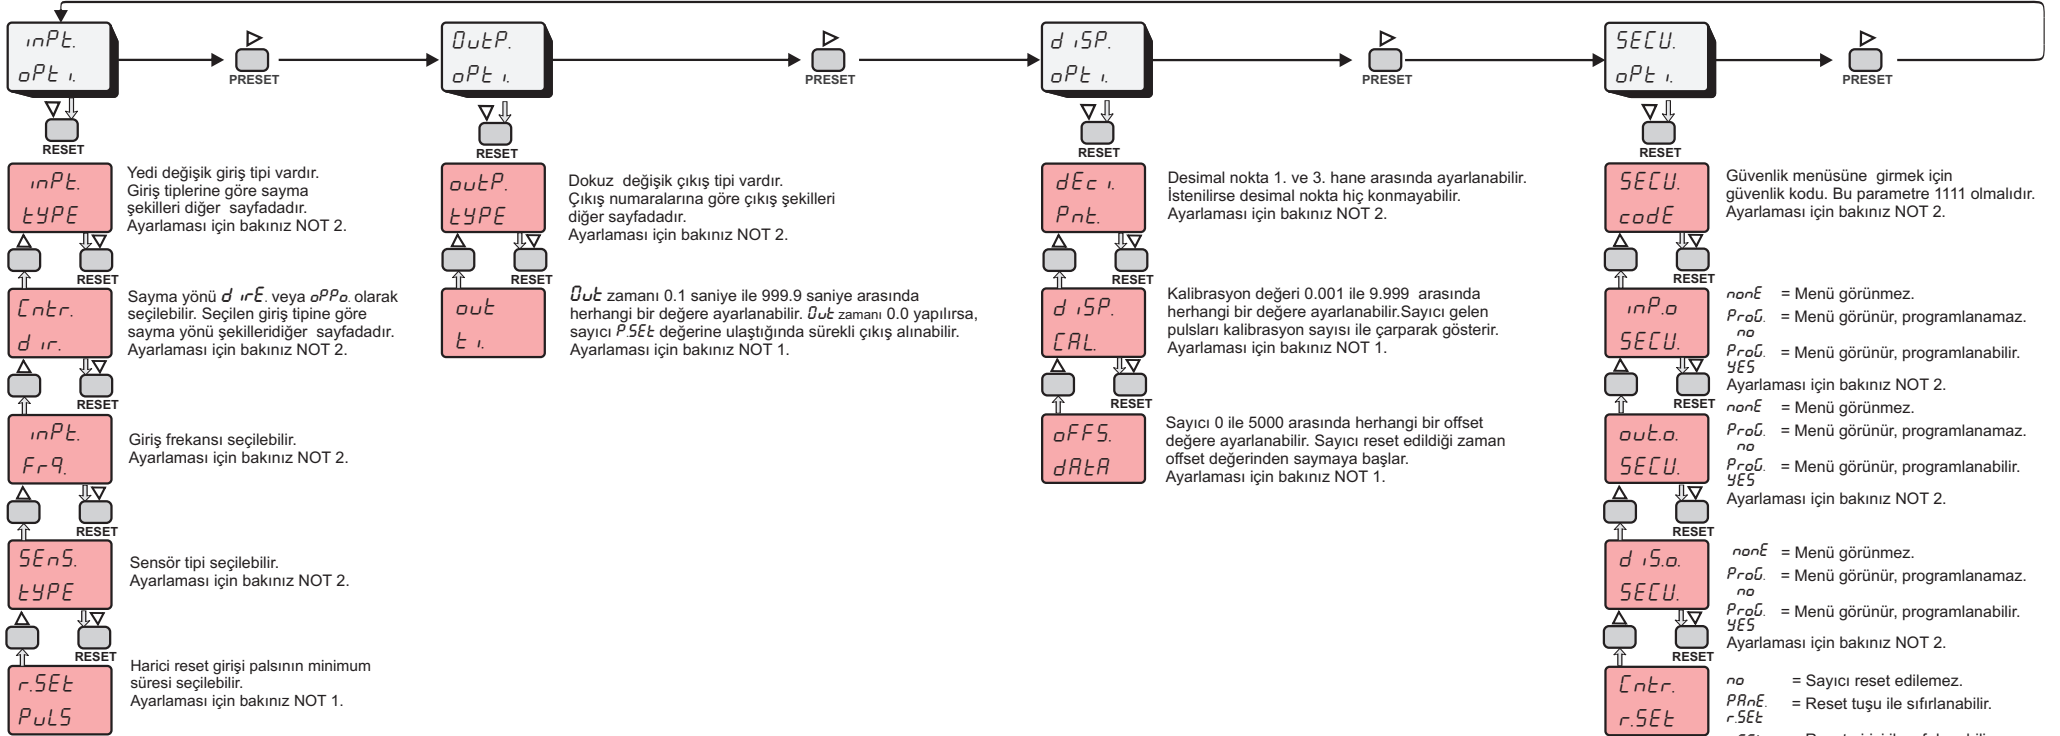 inPt.
oPti.
PRESET
OutP.
oPti.
PRESET
diSP.
oPti.
PRESET
SECU.
oPti.
PRESET
RESET
inPt.
tYPE
Yedi değişik giriş tipi vardır.
Giriş tiplerine göre sayma
şekilleri diğer sayfadadır.
Ayarlaması için bakınız NOT 2.
RESET
Cntr.
dir.
Sayma yönü dirE. veya oPPo. olarak
seçilebilir. Seçilen giriş tipine göre
sayma yönü şekilleridiğer sayfadadır.
Ayarlaması için bakınız NOT 2.
RESET
inPt.
Frq.
Giriş frekansı seçilebilir.
Ayarlaması için bakınız NOT 2.
RESET
SEnS.
tYPE
Sensör tipi seçilebilir.
Ayarlaması için bakınız NOT 2.
RESET
r.SEt
PuLS
Harici reset girişi palsının minimum
süresi seçilebilir.
Ayarlaması için bakınız NOT 1.
RESET
outP.
tYPE
Dokuz değişik çıkış tipi vardır.
Çıkış numaralarına göre çıkış şekilleri
diğer sayfadadır.
Ayarlaması için bakınız NOT 2.
RESET
out
ti.
Out zamanı 0.1 saniye ile 999.9 saniye arasında
herhangi bir değere ayarlanabilir. Out zamanı 0.0 yapılırsa,
sayıcı P.SEt değerine ulaştığında sürekli çıkış alınabilir.
Ayarlaması için bakınız NOT 1.
RESET
dEci.
Pnt.
Desimal nokta 1. ve 3. hane arasında ayarlanabilir.
İstenilirse desimal nokta hiç konmayabilir.
Ayarlaması için bakınız NOT 2.
RESET
diSP.
CAL.
Kalibrasyon değeri 0.001 ile 9.999 arasında
herhangi bir değere ayarlanabilir.Sayıcı gelen
pulsları kalibrasyon sayısı ile çarparak gösterir.
Ayarlaması için bakınız NOT 1.
RESET
oFFS.
dAtA
Sayıcı 0 ile 5000 arasında herhangi bir offset
değere ayarlanabilir. Sayıcı reset edildiği zaman
offset değerinden saymaya başlar.
Ayarlaması için bakınız NOT 1.
RESET
SECU.
codE
Güvenlik menüsüne girmek için
güvenlik kodu. Bu parametre 1111 olmalıdır.
Ayarlaması için bakınız NOT 2.
RESET
inP.o
SECU.
nonE = Menü görünmez.
ProG. = Menü görünür, programlanamaz.
no
ProG. = Menü görünür, programlanabilir.
YES
Ayarlaması için bakınız NOT 2.
RESET
out.o.
SECU.
nonE = Menü görünmez.
ProG. = Menü görünür, programlanamaz.
no
ProG. = Menü görünür, programlanabilir.
YES
Ayarlaması için bakınız NOT 2.
RESET
diS.o.
SECU.
nonE = Menü görünmez.
ProG. = Menü görünür, programlanamaz.
no
ProG. = Menü görünür, programlanabilir.
YES
Ayarlaması için bakınız NOT 2.
RESET
Cntr.
r.SEt
no = Sayıcı reset edilemez.
PAnE. = Reset tuşu ile sıfırlanabilir.
r.SEt